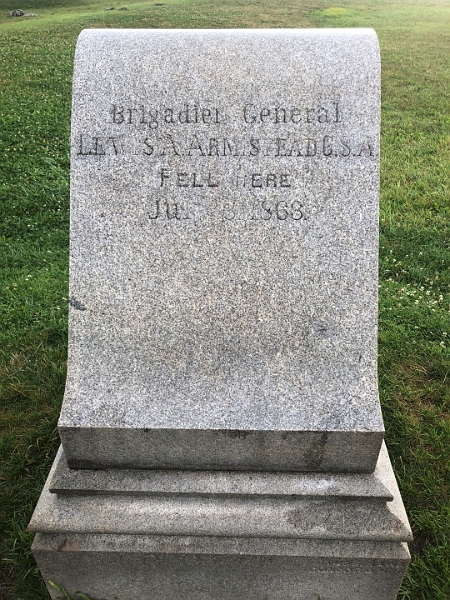 Brigadier General
LEWIS A. ARMISTEAD C.S.A.
FELL HERE
JULY 3 1863.